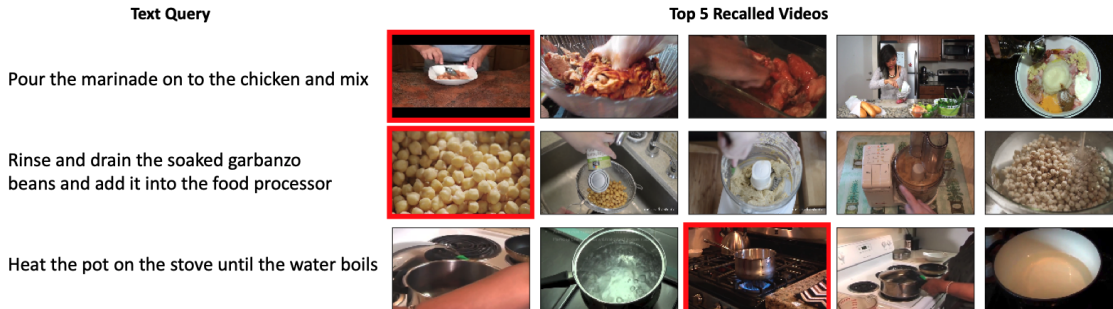 Text Query
Top 5 Recalled Videos
Pour the marinade on to the chicken and mix
Rinse and drain the soaked garbanzo
beans and add it into the food processor
Heat the pot on the stove until the water boils